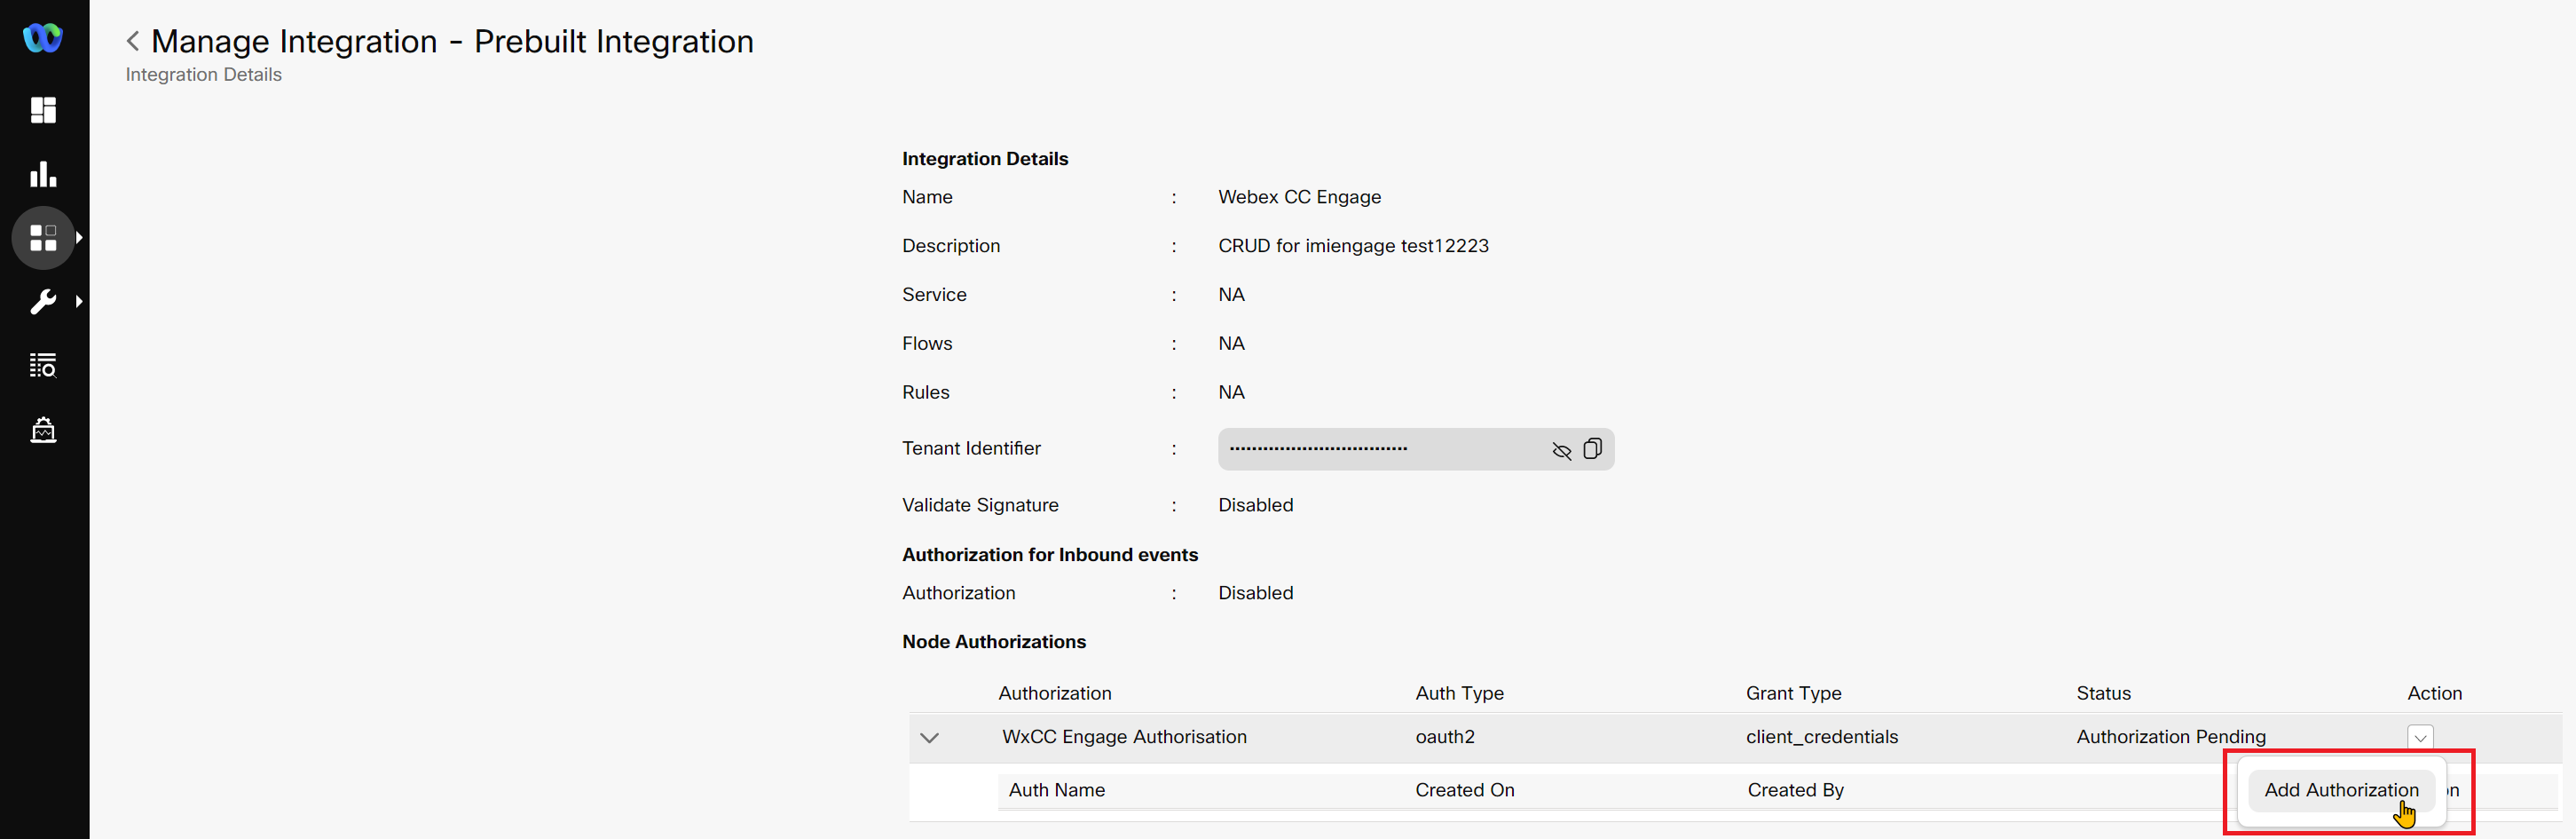 Manage Integration - Prebuilt Integration
Integration Details
Integration Details
Name : Webex CC Engage
Description : CRUD for imiengage test12223
Service : NA
Flows : NA
Rules : NA
Tenant Identifier :
Validate Signature : Disabled
Authorization for Inbound events
Authorization : Disabled
Node Authorizations
Authorization Auth Type Grant Type Status Action
WxCC Engage Authorisation oauth2 client_credentials Authorization Pending
Auth Name Created On Created By
Add Authorization